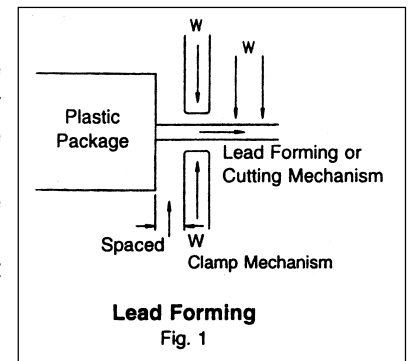 W
W
Plastic
Package
Lead Forming or
Cutting Mechanism
Spaced
W
Clamp Mechanism
Lead Forming
Fig. 1